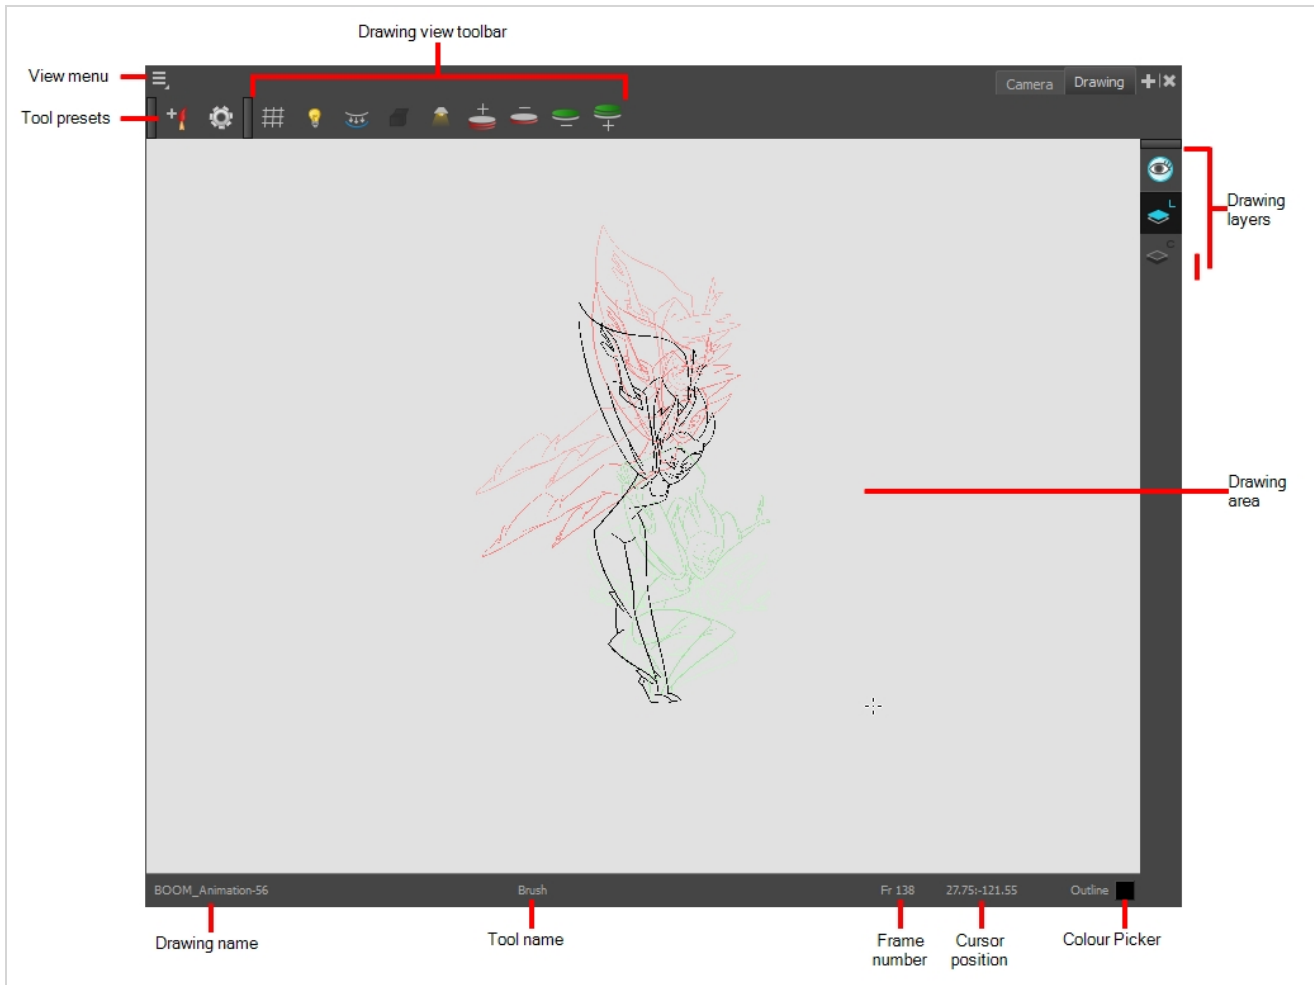 Drawing view toolbar
View menu
Camera
Drawing
Tool presets
L
Drawing
layers
C
Drawing
area
BOOM_Animation-56
Brush
Fr 138
27.75:-121.55
Outline
Drawing name
Tool name
Frame
number
Cursor
position
Colour Picker